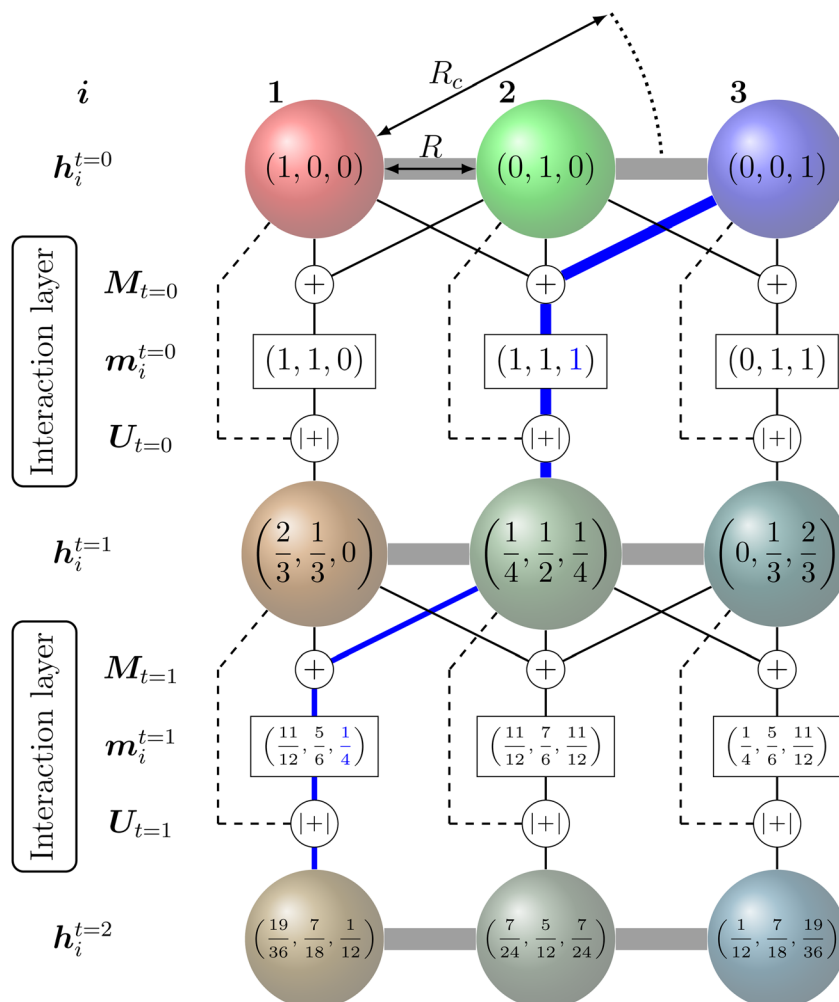 R_c
i 1 2 3
h_i^{t=0} (1, 0, 0) R (0, 1, 0) (0, 0, 1)
Interaction layer
M_{t=0} + + +
m_i^{t=0} (1, 1, 0) (1, 1, 1) (0, 1, 1)
U_{t=0} |+| |+| |+|
h_i^{t=1} (2/3, 1/3, 0) (1/4, 1/2, 1/4) (0, 1/3, 2/3)
Interaction layer
M_{t=1} + + +
m_i^{t=1} (11/12, 5/6, 1/4) (11/12, 7/6, 11/12) (1/4, 5/6, 11/12)
U_{t=1} |+| |+| |+|
h_i^{t=2} (19/36, 7/18, 1/12) (7/24, 5/12, 7/24) (1/12, 7/18, 19/36)